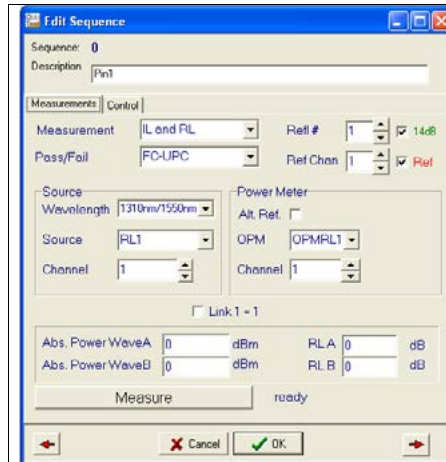 Edit Sequence
Sequence: 0
Description Pin1
Measurements Control
Measurement IL and RL Refl # 1 14dB
Pass/Fail FC-UPC Ref Chan 1 Ref
Source Power Meter
Wavelength 1310nm/1550nm Alt. Ref.
Source RL1 OPM OPMRL1
Channel 1 Channel 1
Link 1 - 1
Abs. Power WaveA 0 dBm RL A 0 dB
Abs. Power WaveB 0 dBm RL B 0 dB
Measure ready
Cancel OK